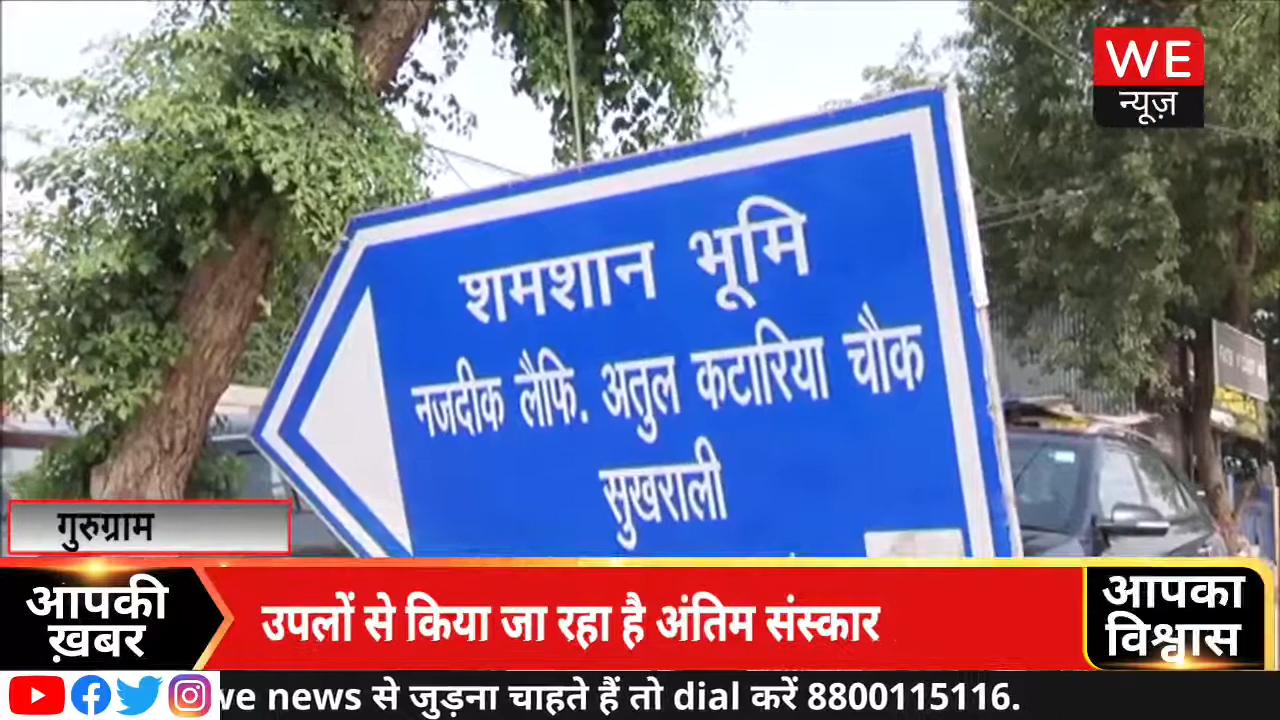 WE
न्यूज़
शमशान भूमि
नजदीक लैफि. अतुल कटारिया चौक
सुखराली
गुरुग्राम
आपकी
ख़बर
उपलों से किया जा रहा है अंतिम संस्कार
आपका
विश्वास
we news से जुड़ना चाहते हैं तो dial करें 8800115116.